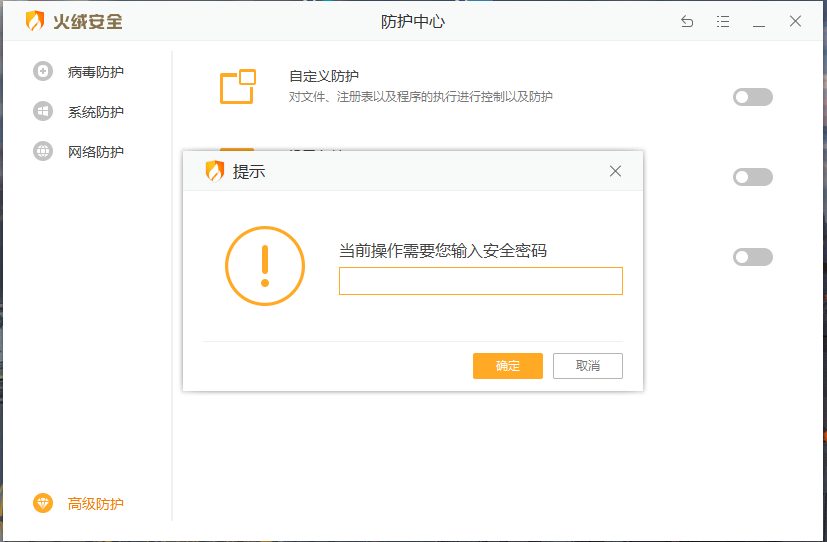 火绒安全
防护中心
病毒防护
系统防护
网络防护
自定义防护
对文件、注册表以及程序的执行进行控制以及防护
提示
当前操作需要您输入安全密码
确定
取消
高级防护